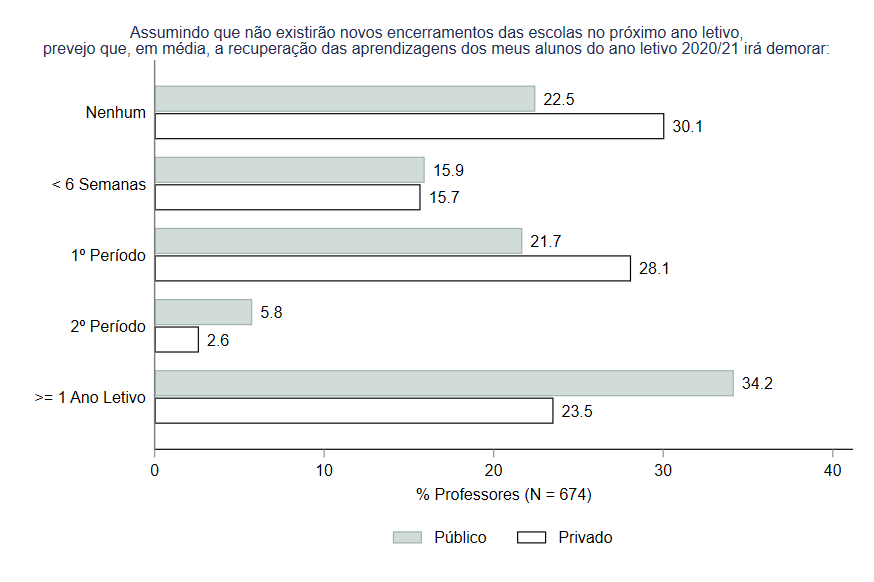 Assumindo que não existirão novos encerramentos das escolas no próximo ano letivo,
prevejo que, em média, a recuperação das aprendizagens dos meus alunos do ano letivo 2020/21 irá demorar:
Nenhum
22.5
30.1
< 6 Semanas
15.9
15.7
1º Período
21.7
28.1
2º Período
5.8
2.6
>= 1 Ano Letivo
34.2
23.5
0 10 20 30 40
% Professores (N = 674)
Público Privado